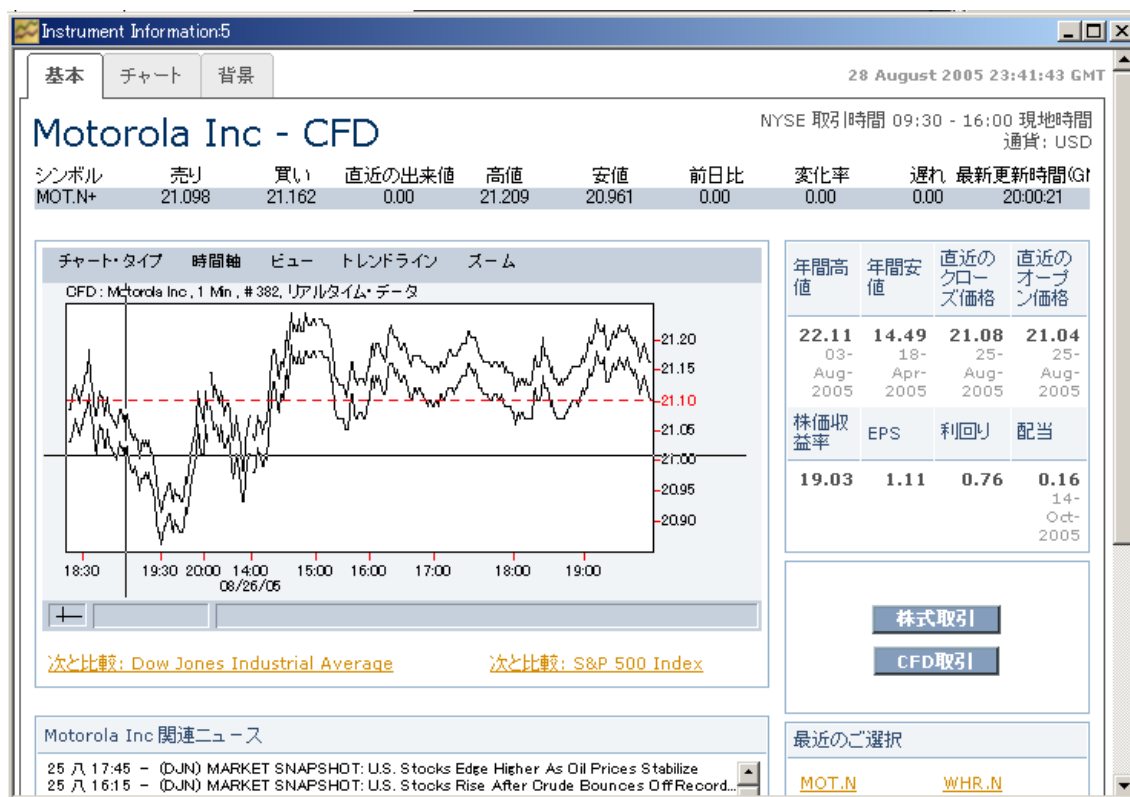 Instrument Information:5
基本 チャート 背景
28 August 2005 23:41:43 GMT
Motorola Inc - CFD
NYSE 取引時間 09:30 - 16:00 現地時間
通貨: USD
シンボル 売り 買い 直近の出来値 高値 安値 前日比 変化率 遅れ 最新更新時間(GM
MOT.N+ 21.098 21.162 0.00 21.209 20.961 0.00 0.00 0.00 20:00:21
チャート・タイプ 時間軸 ビュー トレンドライン ズーム
CFD : Motorola Inc , 1 Min , # 382, リアルタイム・データ
21.20
21.15
21.10
21.05
21.00
20.95
20.90
18:30 19:30 20:00 14:00 15:00 16:00 17:00 18:00 19:00
08/26/05
次と比較: Dow Jones Industrial Average
次と比較: S&P 500 Index
年間高値 年間安値 直近のクローズ価格 直近のオープン価格
22.11 14.49 21.08 21.04
03- 18- 25- 25-
Aug- Apr- Aug- Aug-
2005 2005 2005 2005
株価収益率 EPS 利回り 配当
19.03 1.11 0.76 0.16
14-
Oct-
2005
株式取引
CFD取引
Motorola Inc 関連ニュース
25 八 17:45 - (DJN) MARKET SNAPSHOT: U.S. Stocks Edge Higher As Oil Prices Stabilize
25 八 16:15 - (DJN) MARKET SNAPSHOT: U.S. Stocks Rise After Crude Bounces Off Record...
最近のご選択
MOT.N WHR.N